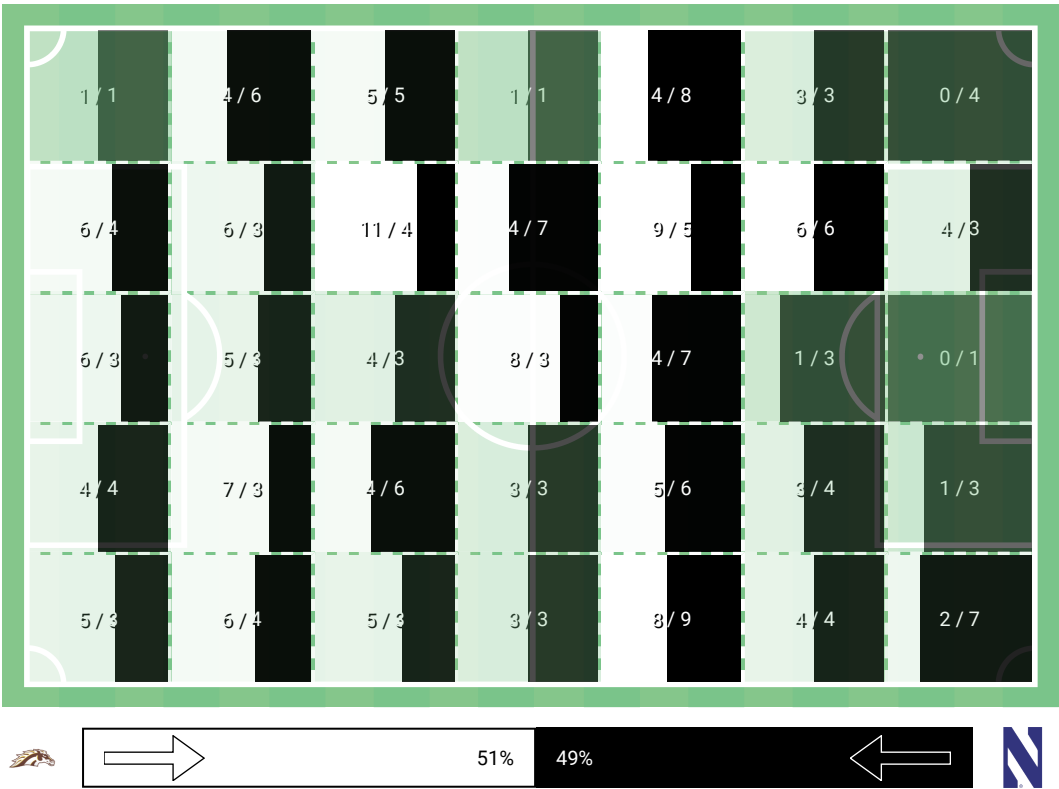 1 / 1 4 / 6 5 / 5 1 / 1 4 / 8 3 / 3 0 / 4
6 / 4 6 / 3 11 / 4 4 / 7 9 / 5 6 / 6 4 / 3
6 / 3 5 / 3 4 / 3 8 / 3 4 / 7 1 / 3 0 / 1
4 / 4 7 / 3 4 / 6 3 / 3 5 / 6 3 / 4 1 / 3
5 / 3 6 / 4 5 / 3 3 / 3 8 / 9 4 / 4 2 / 7
51% 49% N